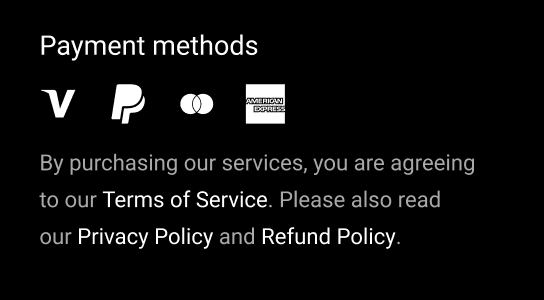 Payment methods
AMERICAN
EXPRESS
By purchasing our services, you are agreeing
to our Terms of Service. Please also read
our Privacy Policy and Refund Policy.